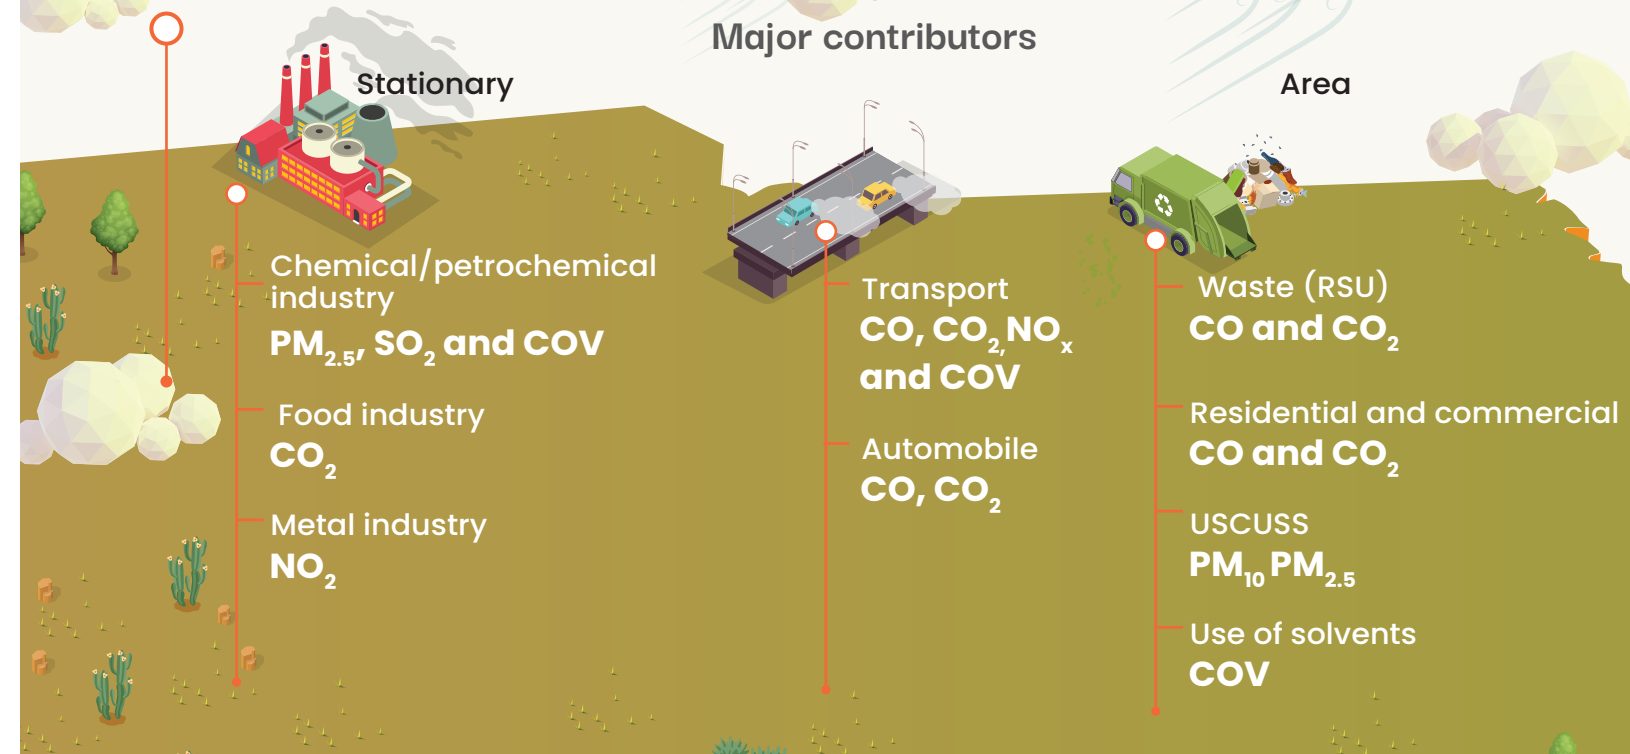 Major contributors
Stationary
Chemical/petrochemical
industry
PM2.5, SO2 and COV
Food industry
CO2
Metal industry
NO2
Transport
CO, CO2, NOx
and COV
Automobile
CO, CO2
Area
Waste (RSU)
CO and CO2
Residential and commercial
CO and CO2
USCUSS
PM10 PM2.5
Use of solvents
COV